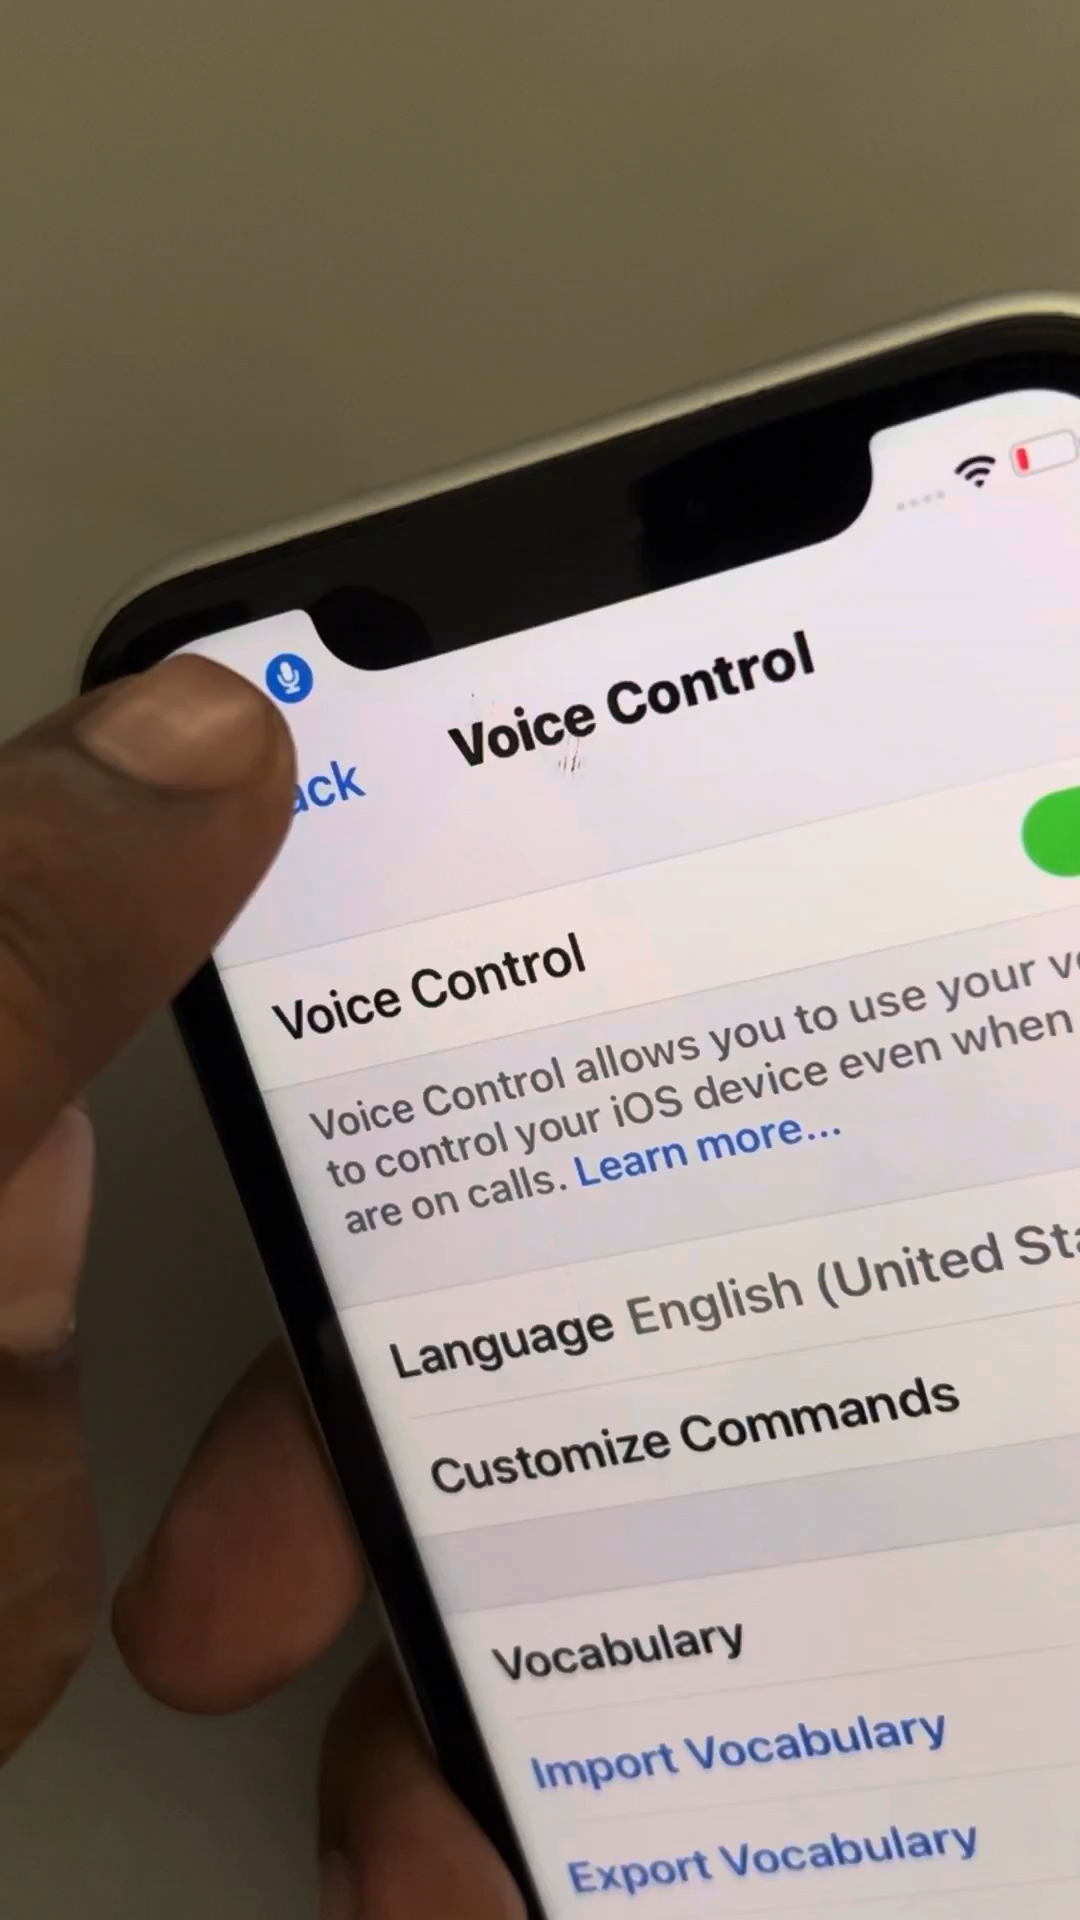 Voice Control
ack
Voice Control
Voice Control allows you to use your
to control your iOS device even when
are on calls. Learn more...
Language English (United
Customize Commands
Vocabulary
Import Vocabulary
Export Vocabulary